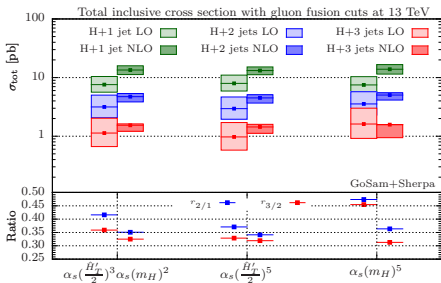 Total inclusive cross section with gluon fusion cuts at 13 TeV
H+1 jet LO H+2 jets LO H+3 jets LO
H+1 jet NLO H+2 jets NLO H+3 jets NLO
σtot [pb]
100
10
1
GoSam+Sherpa
Ratio
0.50
0.45
0.40
0.35
0.30
0.25
r2/1 r3/2
αs(Ĥ′T/2)^3 αs(mH)^2 αs(Ĥ′T/2)^5 αs(mH)^5